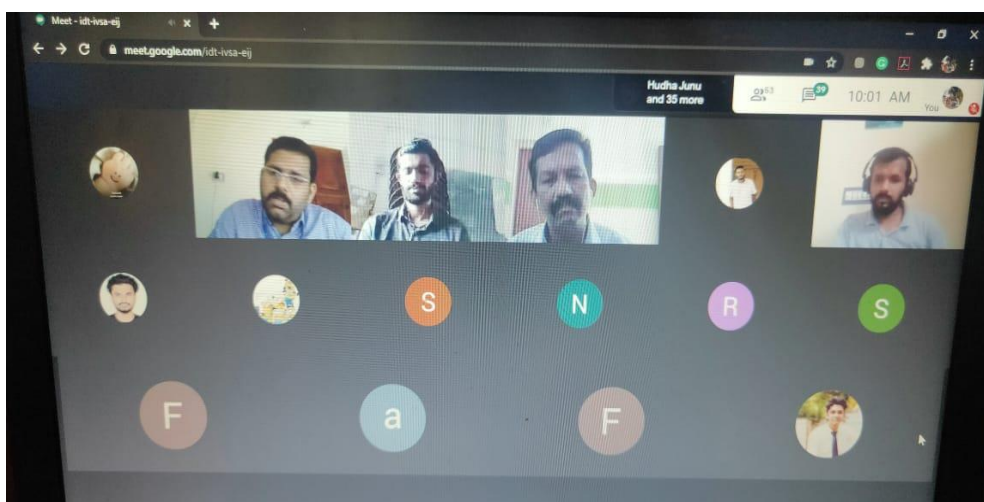 Meet - idt-ivsa-eij
meet.google.com/idt-ivsa-eij
Hudha Junu
and 35 more
63
39
10:01 AM
You
S
N
R
S
F
a
F